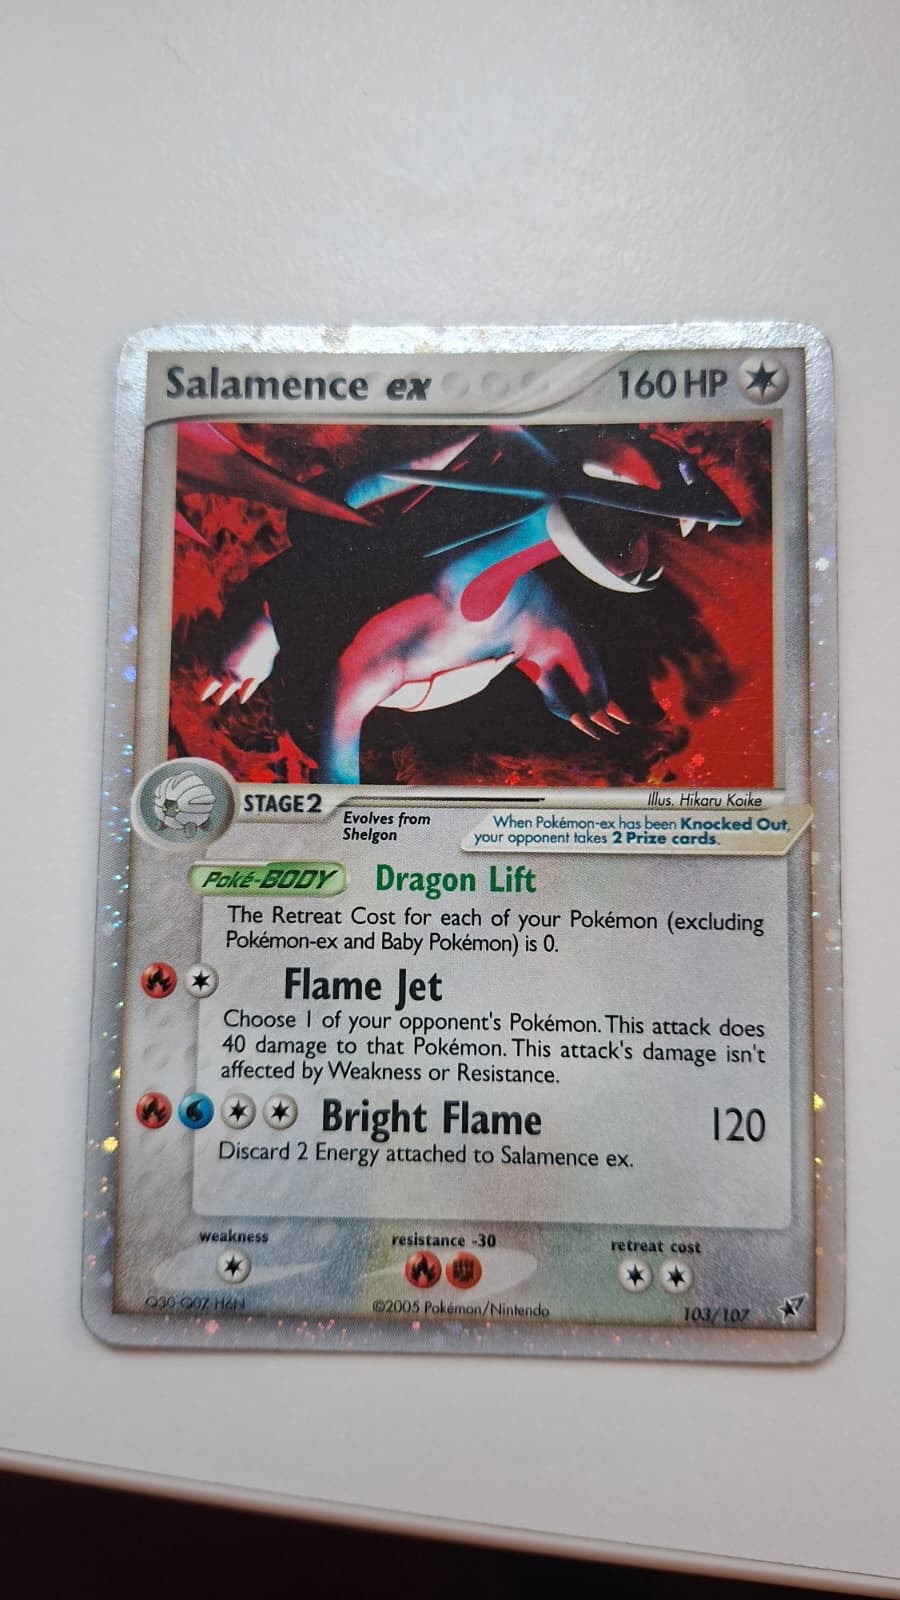 Salamence ex 160 HP
Illus. Hikaru Koike
STAGE 2
Evolves from
Shelgon
When Pokémon-ex has been Knocked Out,
your opponent takes 2 Prize cards.
Poké-BODY Dragon Lift
The Retreat Cost for each of your Pokémon (excluding
Pokémon-ex and Baby Pokémon) is 0.
Flame Jet
Choose 1 of your opponent's Pokémon. This attack does
40 damage to that Pokémon. This attack's damage isn't
affected by Weakness or Resistance.
Bright Flame 120
Discard 2 Energy attached to Salamence ex.
weakness resistance -30 retreat cost
©2005 Pokémon/Nintendo 103/107